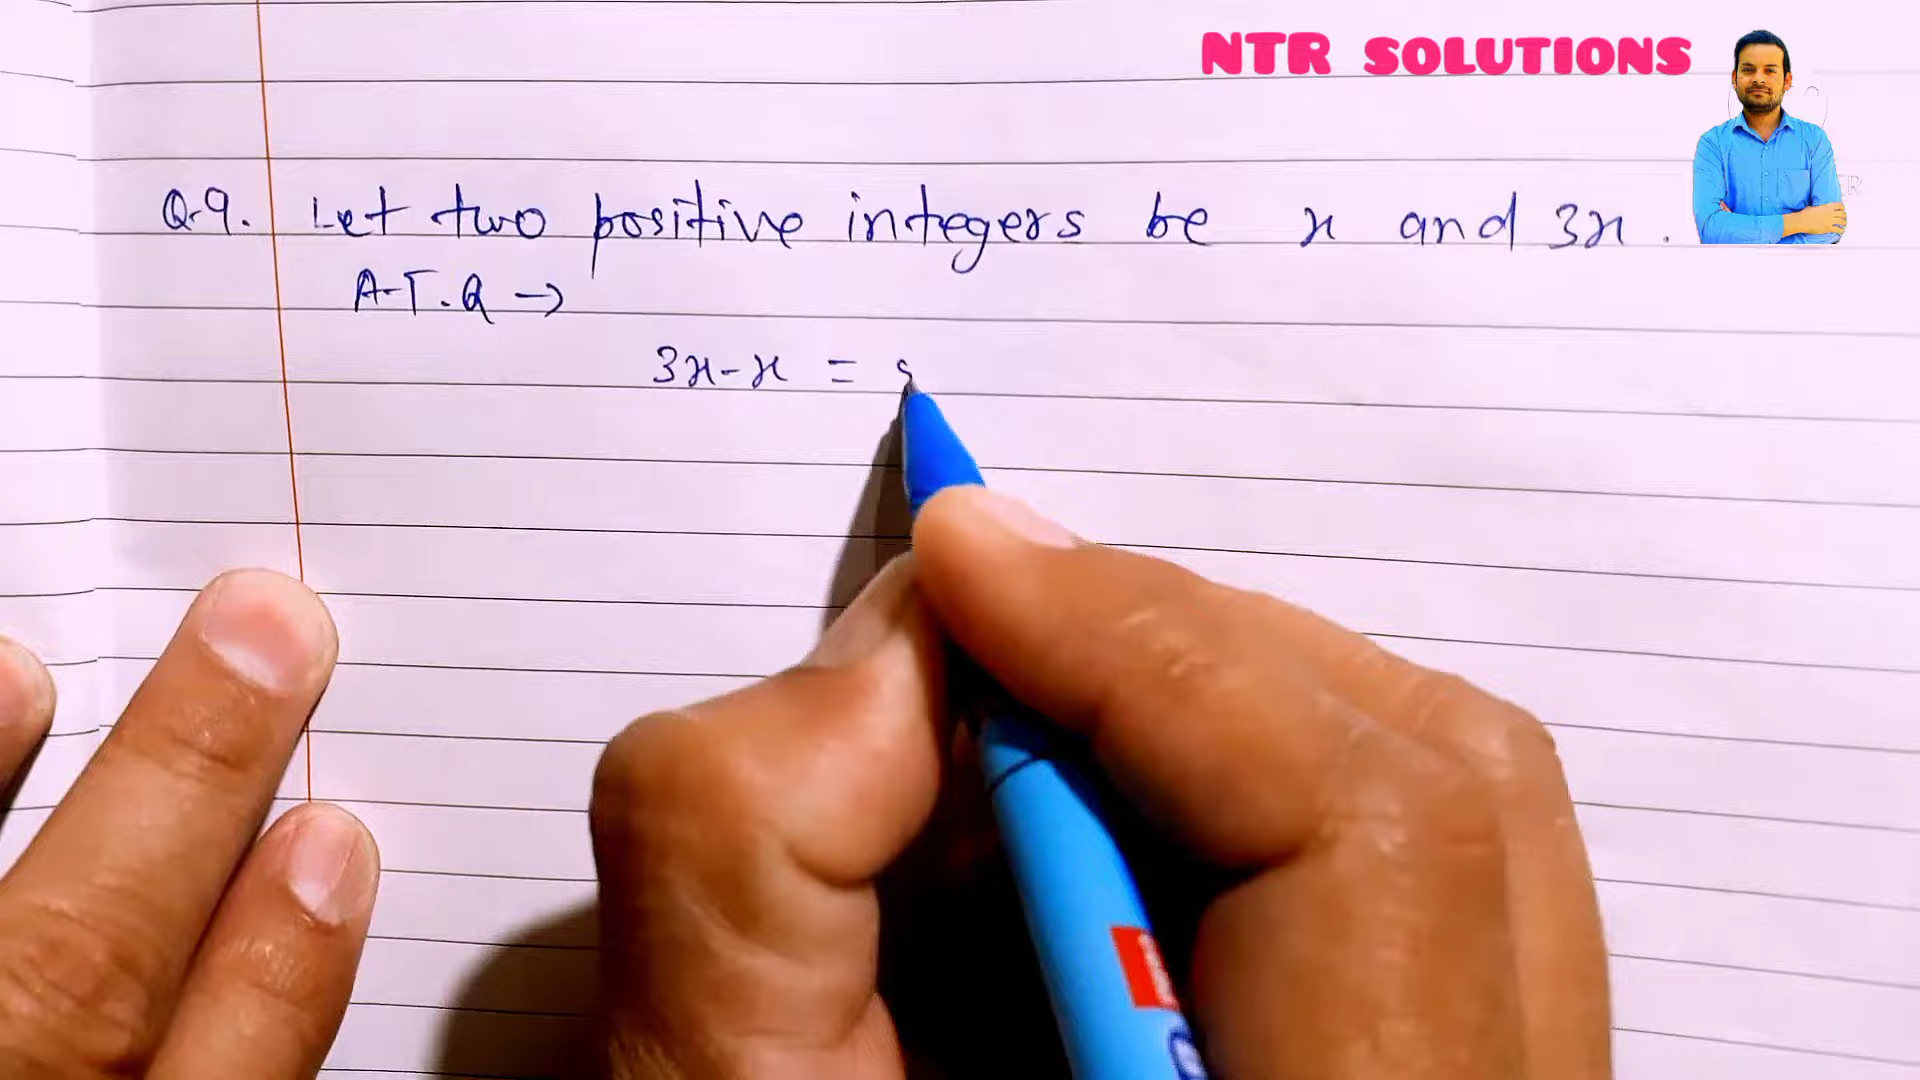 NTR SOLUTIONS
Q.9. Let two positive integers be x and 3x.
A.T.Q →
3x-x =